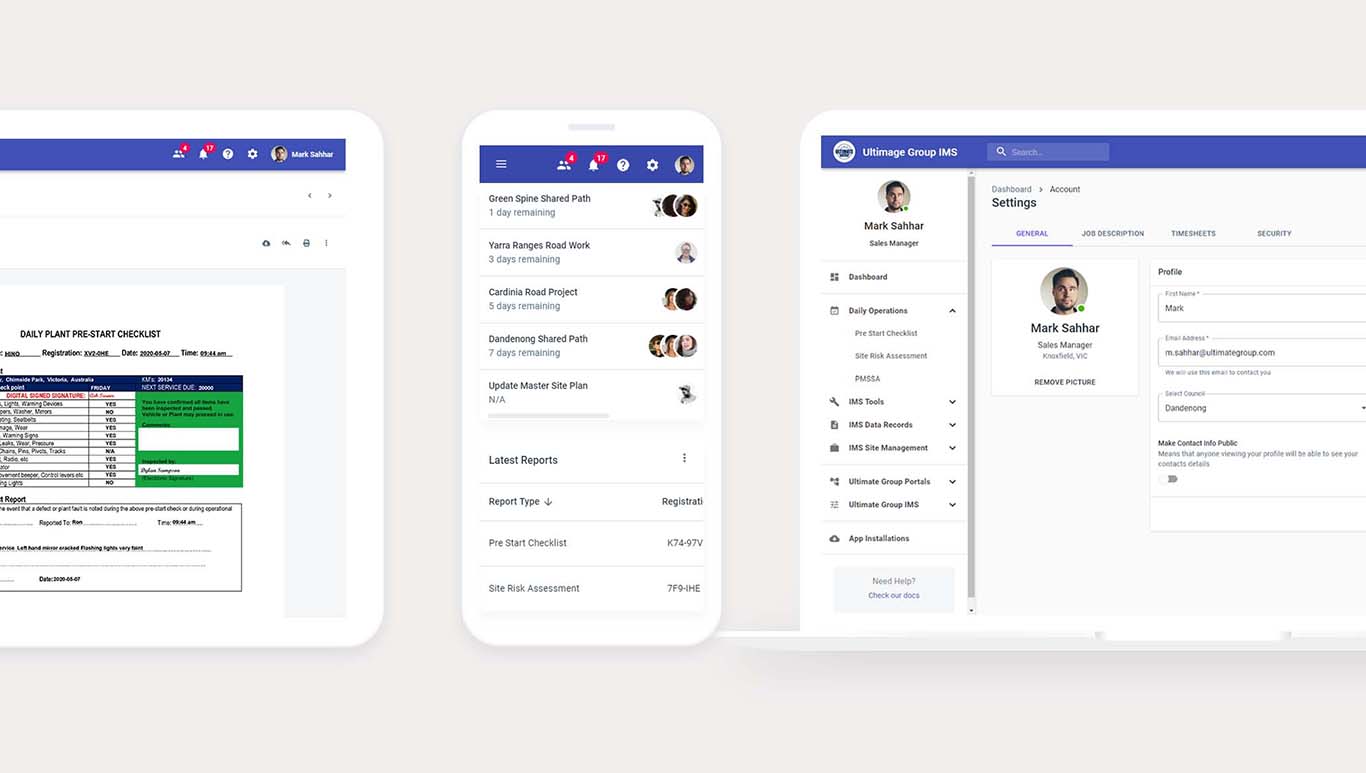 4
17
Mark Sahhar
DAILY PLANT PRE-START CHECKLIST
: HINO Registration: XV2-0HE Date: 2020-05-07 Time: 09:44 am
, Chimside Park, Victoria, Australia KM's: 20134
eck point FRIDAY NEXT SERVICE DUE: 20000
DIGITAL SIGNED SIGNATURE:
, Lights, Warning Devices YES
pers, Washer, Mirrors NO
ting, Seatbelts YES
nage, Wear YES
, Warning Signs YES
Leaks, Wear, Pressure YES
Chains, Pins, Pivots, Tracks N/A
, Radio, etc YES
ator YES
ovement beeper, Control levers etc YES
ng Lights NO
You have confirmed all items have
been inspected and passed.
Vehicle or Plant may proceed in use.
Comments:
Inspected by:
Dylan Sampson
(Electronic Signature)
ct Report
he event that a defect or plant fault is noted during the above pre-start check or during operational
Reported To: Ron Time: 09:44 am
ervice Left hand mirror cracked Flashing lights very faint
Date: 2020-05-07
4
17
Green Spine Shared Path
1 day remaining
Yarra Ranges Road Work
3 days remaining
Cardinia Road Project
5 days remaining
Dandenong Shared Path
7 days remaining
Update Master Site Plan
N/A
Latest Reports
Report Type Registrati
Pre Start Checklist K74-97V
Site Risk Assessment 7F9-IHE
ULTIMATE
Ultimage Group IMS
Search..
Mark Sahhar
Sales Manager
Dashboard
Daily Operations
Pre Start Checklist
Site Risk Assessment
PMSSA
IMS Tools
IMS Data Records
IMS Site Management
Ultimate Group Portals
Ultimate Group IMS
App Installations
Need Help?
Check our docs
Dashboard > Account
Settings
GENERAL JOB DESCRIPTION TIMESHEETS SECURITY
Mark Sahhar
Sales Manager
Knoxfield, VIC
REMOVE PICTURE
Profile
First Name *
Mark
Email Address *
m.sahhar@ultimategroup.com
We will use this email to contact you
Select Council
Dandenong
Make Contact Info Public
Means that anyone viewing your profile will be able to see your
contacts details